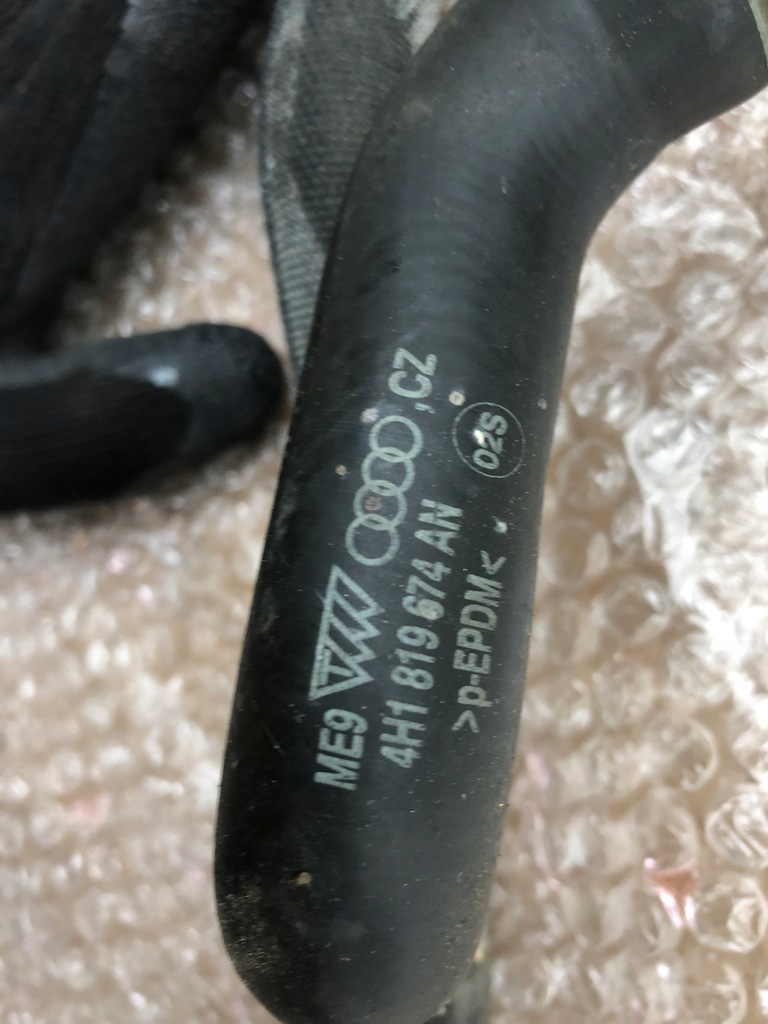 ME9 ,CZ
4H1 819 674 AN
>p-EPDM<
02S